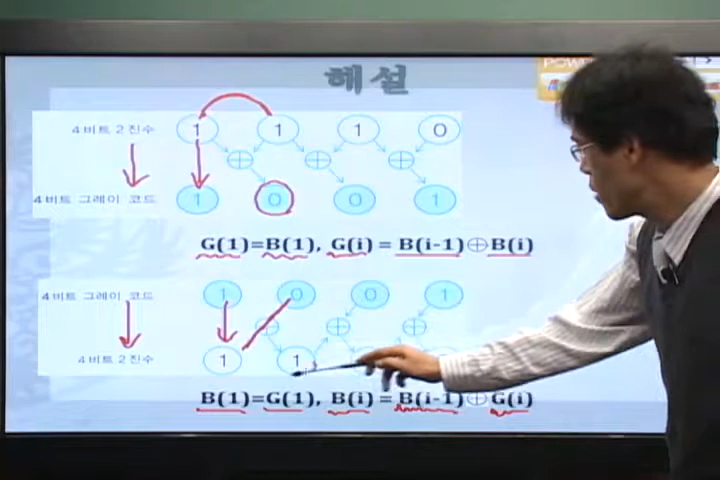 해설
4비트 2진수 1 1 1 0
4비트 그레이 코드 1 0 0 1
G(1)=B(1), G(i) = B(i-1)⊕B(i)
4비트 그레이 코드 1 0 0 1
4비트 2진수 1 1
B(1)=G(1), B(i) = B(i-1)⊕G(i)